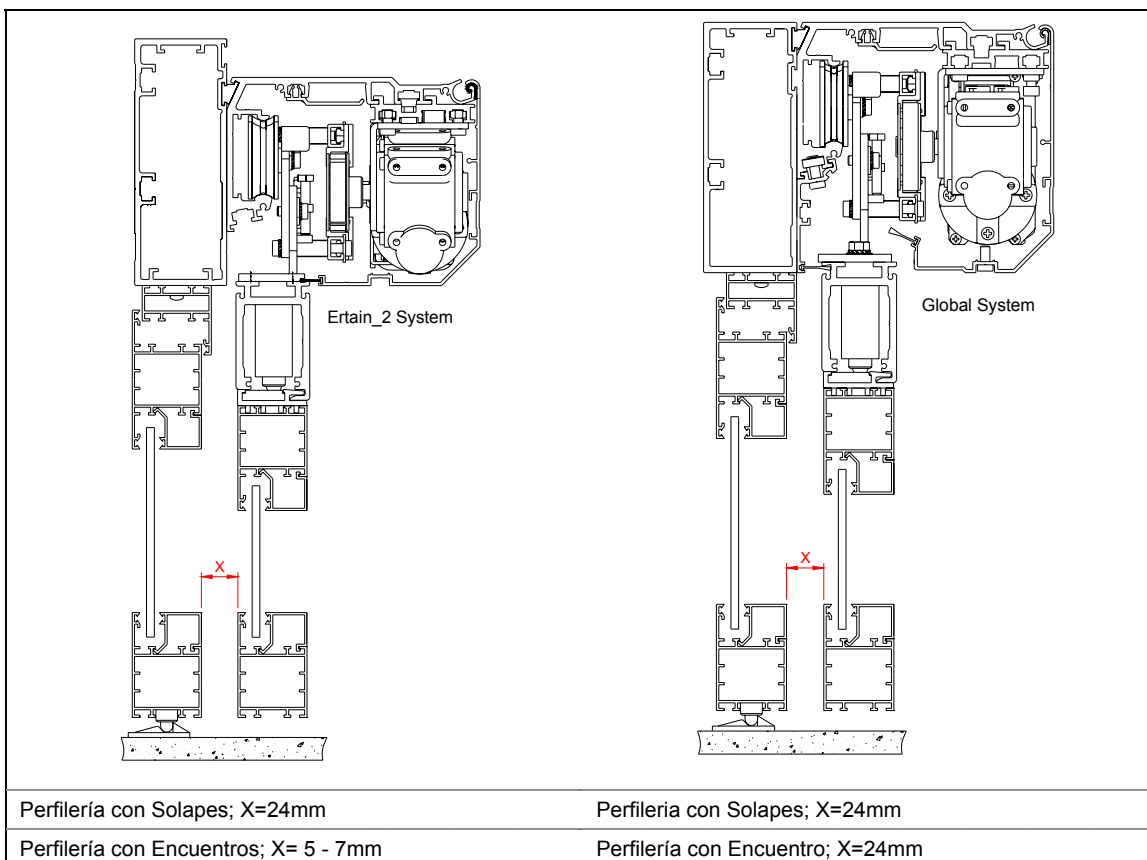 Ertain_2 System
Global System
X
X
Perfilería con Solapes; X=24mm
Perfileria con Solapes; X=24mm
Perfilería con Encuentros; X= 5 - 7mm
Perfilería con Encuentro; X=24mm